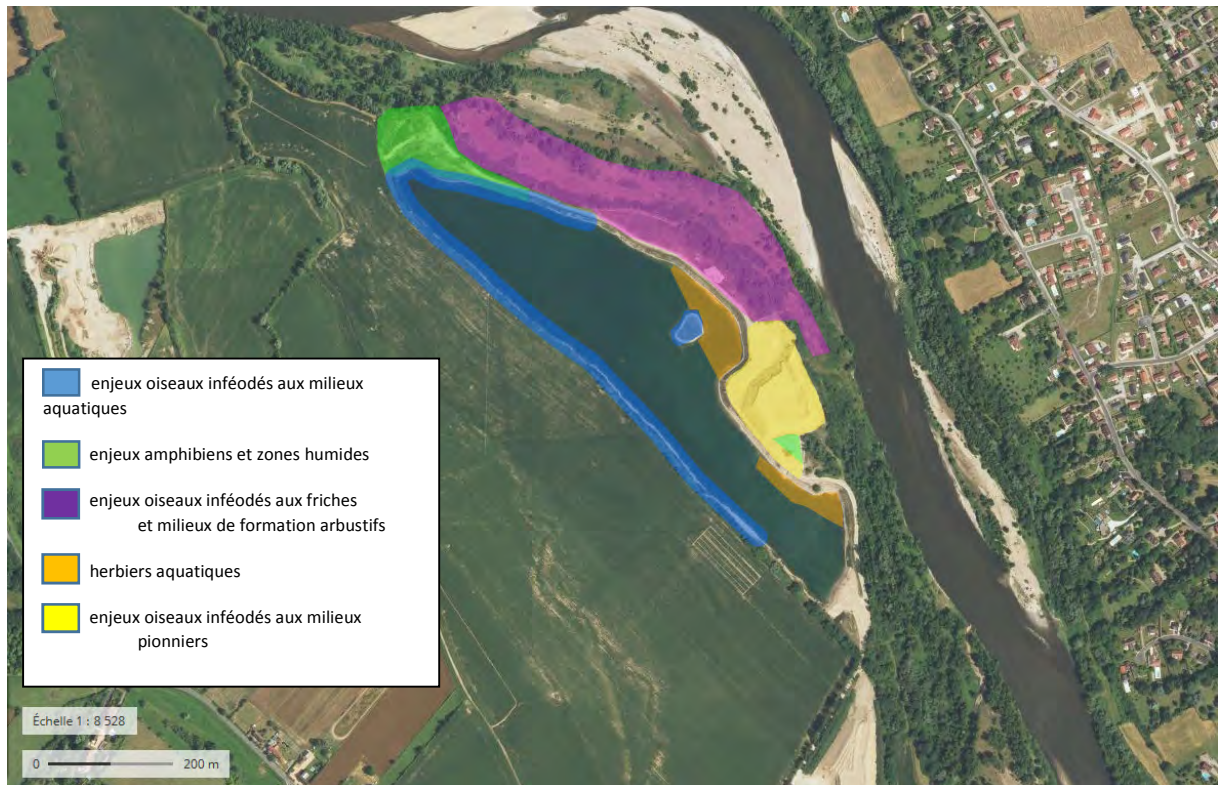 enjeux oiseaux inféodés aux milieux
aquatiques
enjeux amphibiens et zones humides
enjeux oiseaux inféodés aux friches
et milieux de formation arbustifs
herbiers aquatiques
enjeux oiseaux inféodés aux milieux
pionniers
Échelle 1 : 8 528
0 200 m